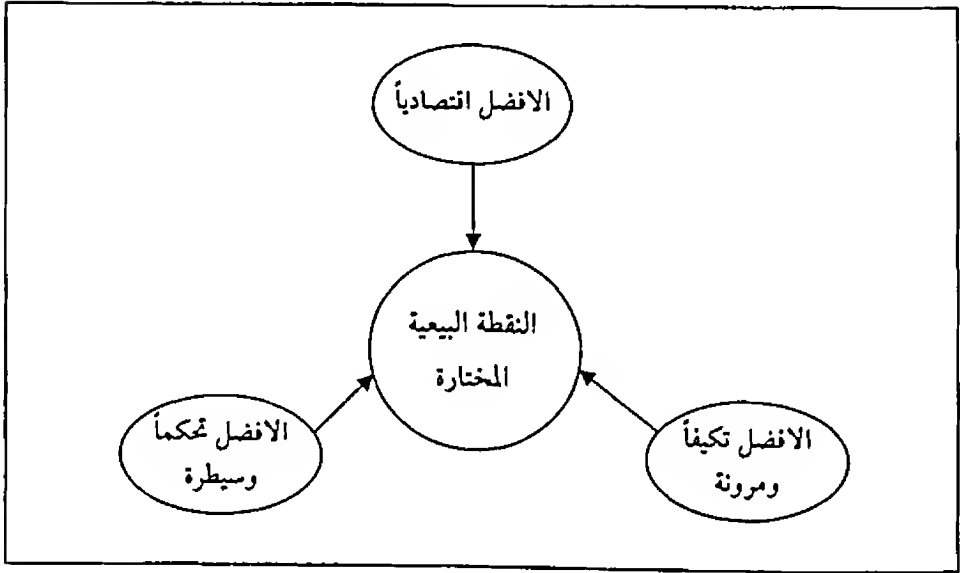 الافضل اقتصادياً
النقطة البيعية
المختارة
الافضل تكيفاً
ومرونة
الافضل تحكماً
وسيطرة